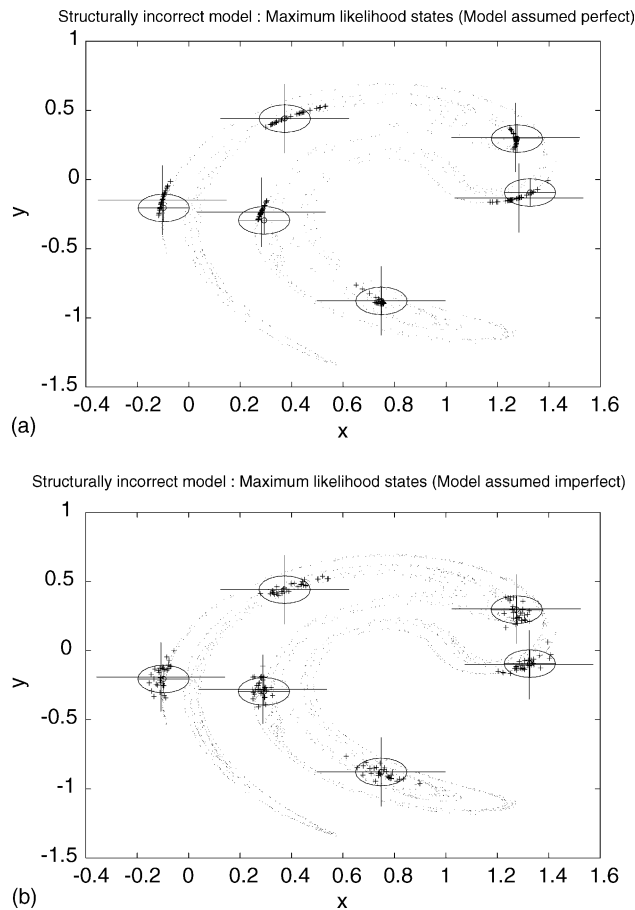 Structurally incorrect model : Maximum likelihood states (Model assumed perfect)
1
0.5
0
-0.5
-1
-1.5
y
-0.4 -0.2 0 0.2 0.4 0.6 0.8 1 1.2 1.4 1.6
x
(a)
Structurally incorrect model : Maximum likelihood states (Model assumed imperfect)
1
0.5
0
-0.5
-1
-1.5
y
-0.4 -0.2 0 0.2 0.4 0.6 0.8 1 1.2 1.4 1.6
x
(b)